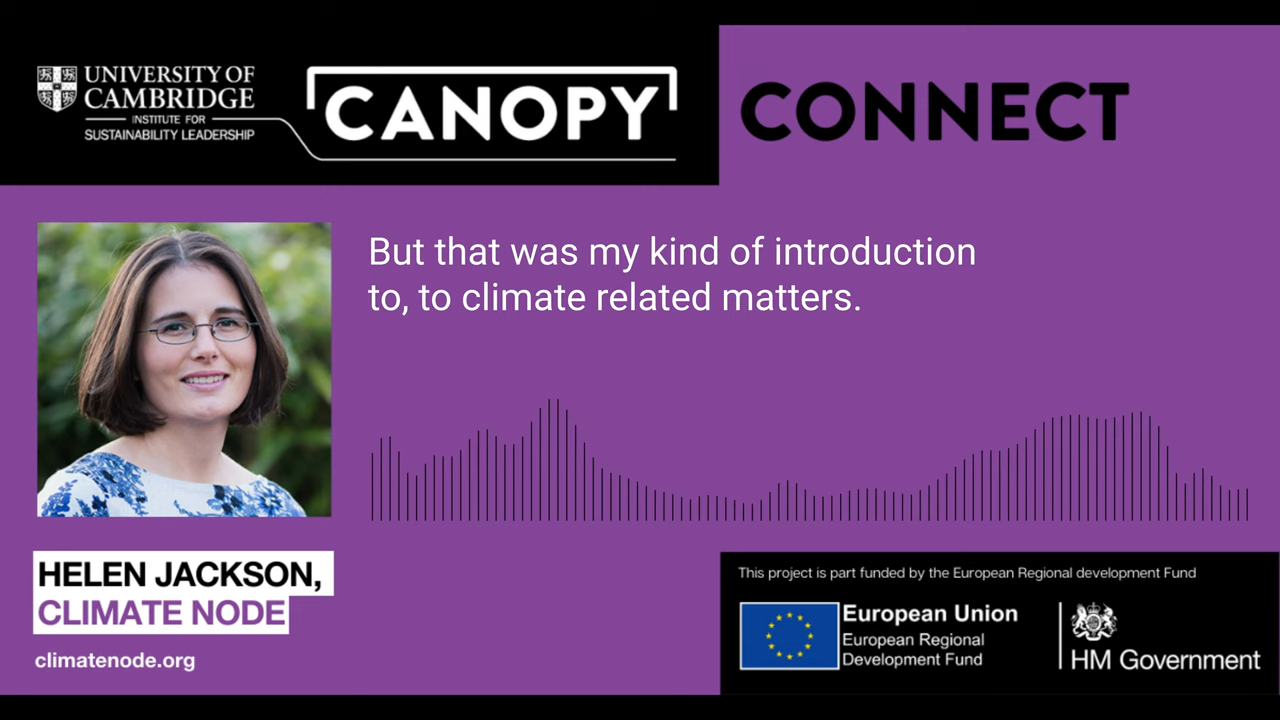 UNIVERSITY OF
CAMBRIDGE
INSTITUTE FOR
SUSTAINABILITY LEADERSHIP
CANOPY
CONNECT
But that was my kind of introduction
to, to climate related matters.
HELEN JACKSON,
CLIMATE NODE
climatenode.org
This project is part funded by the European Regional development Fund
European Union
European Regional
Development Fund
HM Government